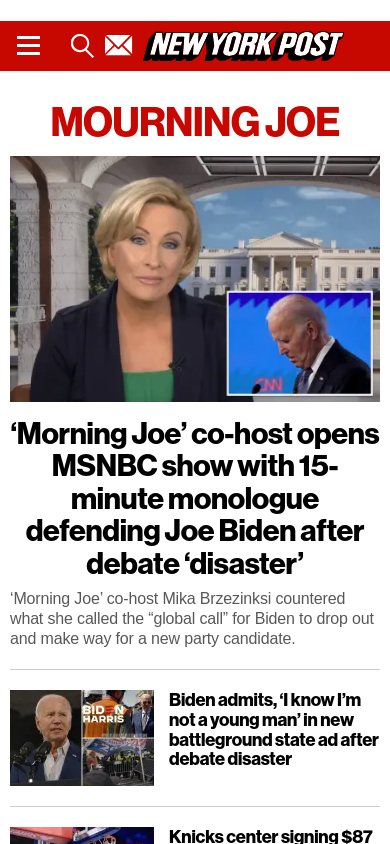 NEW YORK POST
MOURNING JOE
CNN
‘Morning Joe’ co-host opens
MSNBC show with 15-
minute monologue
defending Joe Biden after
debate ‘disaster’
‘Morning Joe’ co-host Mika Brzezinksi countered
what she called the “global call” for Biden to drop out
and make way for a new party candidate.
BIDEN
HARRIS
Biden admits, ‘I know I’m
not a young man’ in new
battleground state ad after
debate disaster
Knicks center signing $87